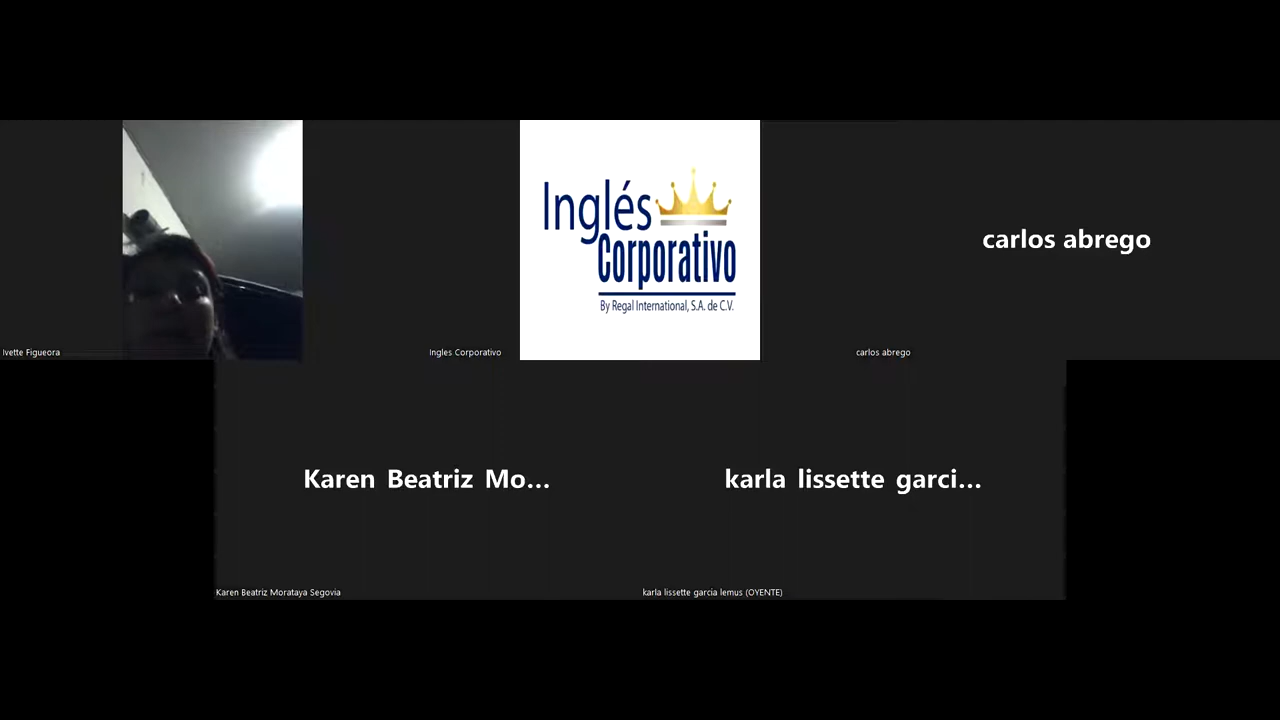 Inglés
Corporativo
By Regal International, S.A. de C.V.
carlos abrego
Ivette Figueora
Ingles Corporativo
carlos abrego
Karen Beatriz Mo...
karla lissette garci...
Karen Beatriz Morataya Segovia
karla lissette garcia lemus (OYENTE)